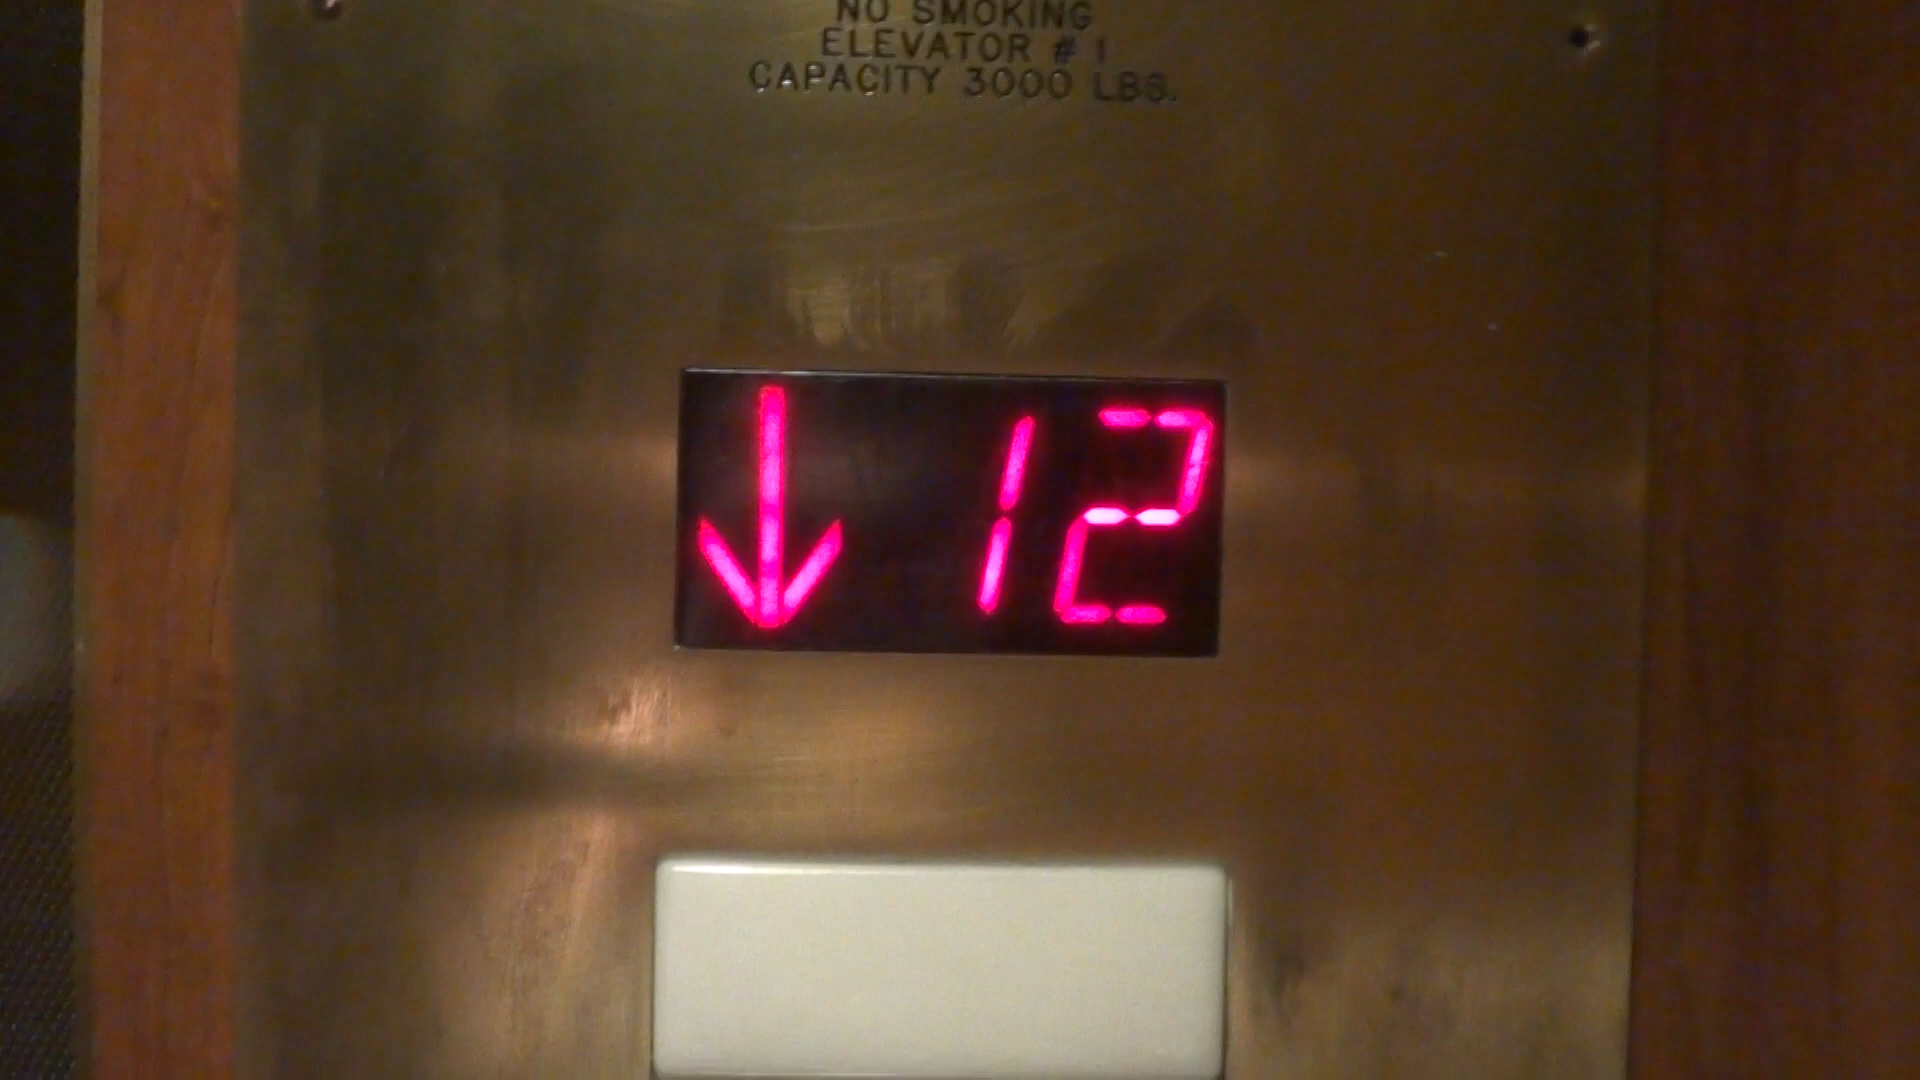 NO SMOKING
ELEVATOR # 1
CAPACITY 3000 LBS.
↓ 12